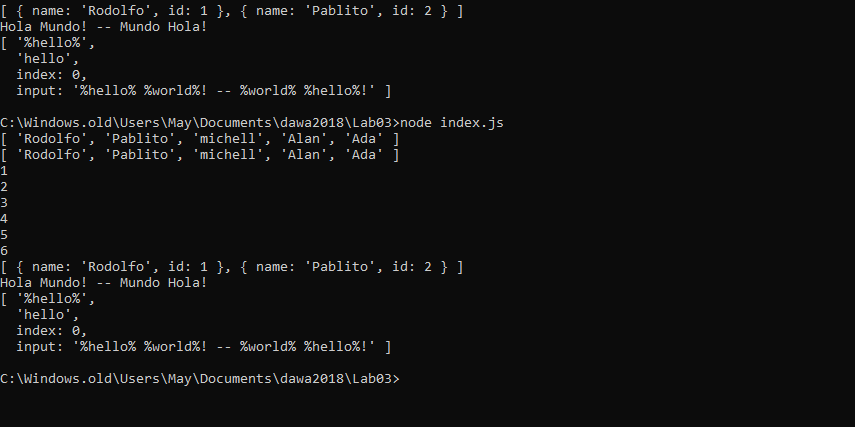 [ { name: 'Rodolfo', id: 1 }, { name: 'Pablito', id: 2 } ]
Hola Mundo! -- Mundo Hola!
[ '%hello%',
  'hello',
  index: 0,
  input: '%hello% %world%! -- %world% %hello%!' ]
C:\Windows.old\Users\May\Documents\dawa2018\Lab03>node index.js
[ 'Rodolfo', 'Pablito', 'michell', 'Alan', 'Ada' ]
[ 'Rodolfo', 'Pablito', 'michell', 'Alan', 'Ada' ]
1
2
3
4
5
6
[ { name: 'Rodolfo', id: 1 }, { name: 'Pablito', id: 2 } ]
Hola Mundo! -- Mundo Hola!
[ '%hello%',
  'hello',
  index: 0,
  input: '%hello% %world%! -- %world% %hello%!' ]
C:\Windows.old\Users\May\Documents\dawa2018\Lab03>